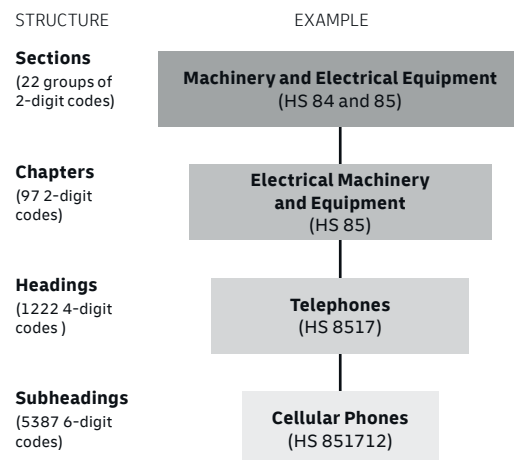 STRUCTURE
EXAMPLE
Sections
(22 groups of
2-digit codes)
Machinery and Electrical Equipment
(HS 84 and 85)
Chapters
(97 2-digit
codes)
Electrical Machinery
and Equipment
(HS 85)
Headings
(1222 4-digit
codes )
Telephones
(HS 8517)
Subheadings
(5387 6-digit
codes)
Cellular Phones
(HS 851712)